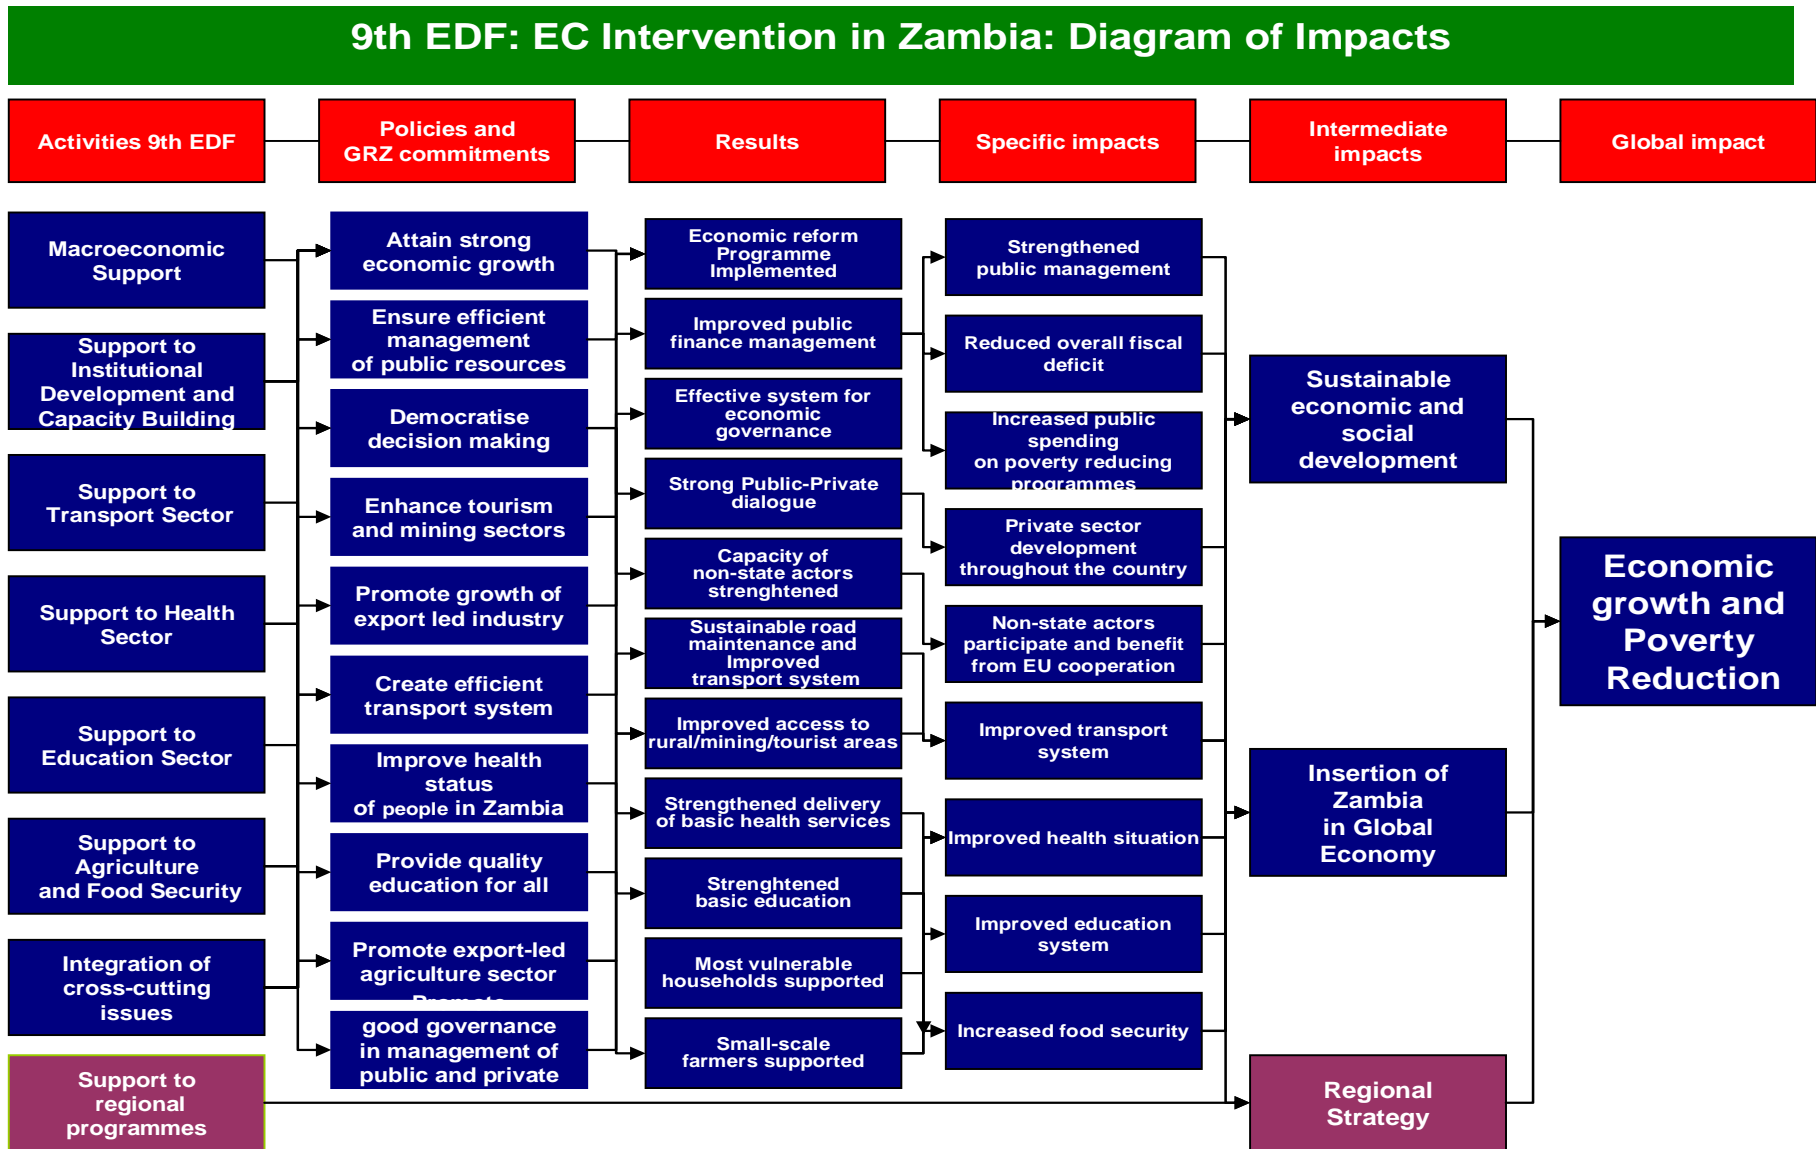 9th EDF: EC Intervention in Zambia: Diagram of Impacts
Activities 9th EDF
Policies and
GRZ commitments
Results
Specific impacts
Intermediate
impacts
Global impact
Macroeconomic
Support
Support to
Institutional
Development and
Capacity Building
Support to
Transport Sector
Support to Health
Sector
Support to
Education Sector
Support to
Agriculture
and Food Security
Integration of
cross-cutting
issues
Support to
regional
programmes
Attain strong
economic growth
Ensure efficient
management
of public resources
Democratise
decision making
Enhance tourism
and mining sectors
Promote growth of
export led industry
Create efficient
transport system
Improve health
status
of people in Zambia
Provide quality
education for all
Promote export-led
agriculture sector
Promote
good governance
in management of
public and private
Economic reform
Programme
Implemented
Improved public
finance management
Effective system for
economic
governance
Strong Public-Private
dialogue
Capacity of
non-state actors
strenghtened
Sustainable road
maintenance and
Improved
transport system
Improved access to
rural/mining/tourist areas
Strengthened delivery
of basic health services
Strenghtened
basic education
Most vulnerable
households supported
Small-scale
farmers supported
Strengthened
public management
Reduced overall fiscal
deficit
Increased public
spending
on poverty reducing
programmes
Private sector
development
throughout the country
Non-state actors
participate and benefit
from EU cooperation
Improved transport
system
Improved health situation
Improved education
system
Increased food security
Sustainable
economic and
social
development
Insertion of
Zambia
in Global
Economy
Regional
Strategy
Economic
growth and
Poverty
Reduction